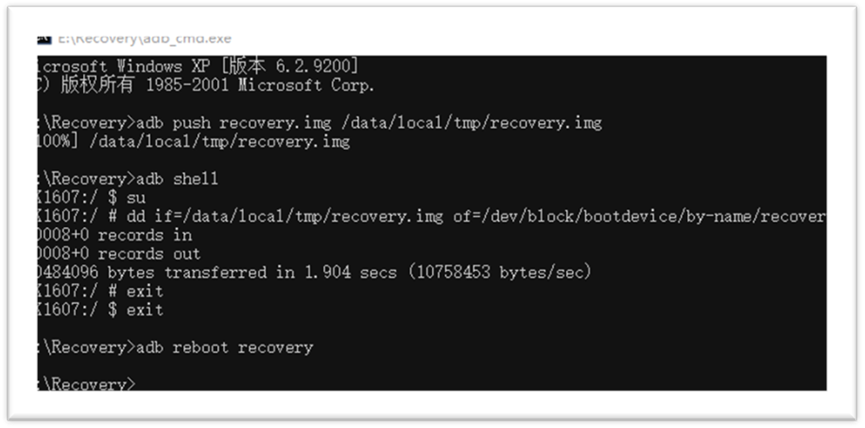 E:\Recovery\adb_cmd.exe
icrosoft Windows XP [版本 6.2.9200]
C) 版权所有 1985-2001 Microsoft Corp.
:\Recovery>adb push recovery.img /data/local/tmp/recovery.img
100%] /data/local/tmp/recovery.img
:\Recovery>adb shell
X1607:/ $ su
X1607:/ # dd if=/data/local/tmp/recovery.img of=/dev/block/bootdevice/by-name/recover
0008+0 records in
0008+0 records out
0484096 bytes transferred in 1.904 secs (10758453 bytes/sec)
X1607:/ # exit
X1607:/ $ exit
:\Recovery>adb reboot recovery
:\Recovery>